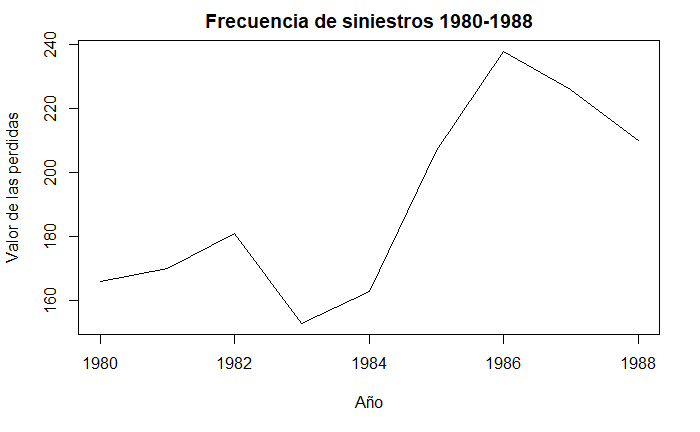 Frecuencia de siniestros 1980-1988
Valor de las perdidas
240
220
200
180
160
1980 1982 1984 1986 1988
Año